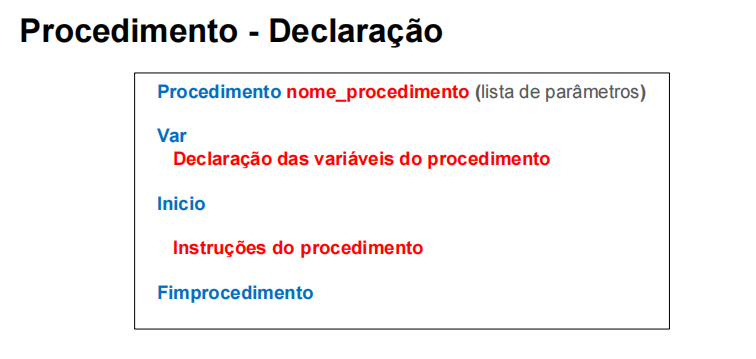 Procedimento - Declaração
Procedimento nome_procedimento (lista de parâmetros)
Var
Declaração das variáveis do procedimento
Inicio
Instruções do procedimento
Fimprocedimento